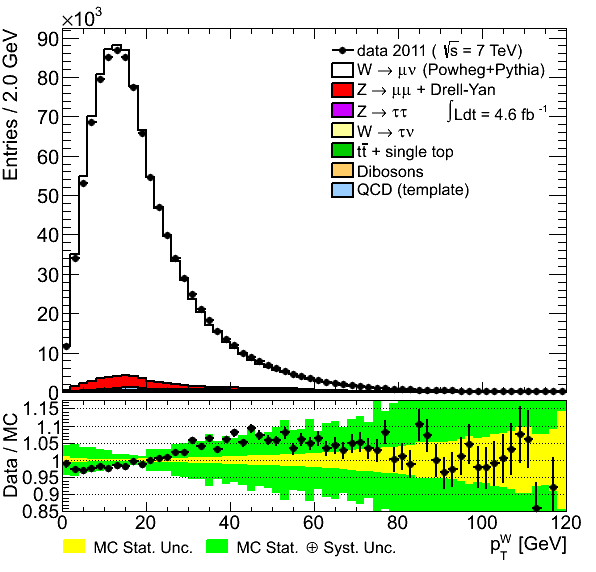 ×10³
Entries / 2.0 GeV
90
80
70
60
50
40
30
20
10
0
data 2011 ( √s = 7 TeV)
W → μν (Powheg+Pythia)
Z → μμ + Drell-Yan
Z → ττ
∫Ldt = 4.6 fb⁻¹
W → τν
tt̄ + single top
Dibosons
QCD (template)
Data / MC
1.15
1.1
1.05
1
0.95
0.9
0.85
0 20 40 60 80 100 120
MC Stat. Unc. MC Stat. ⊕ Syst. Unc. p_T^W [GeV]